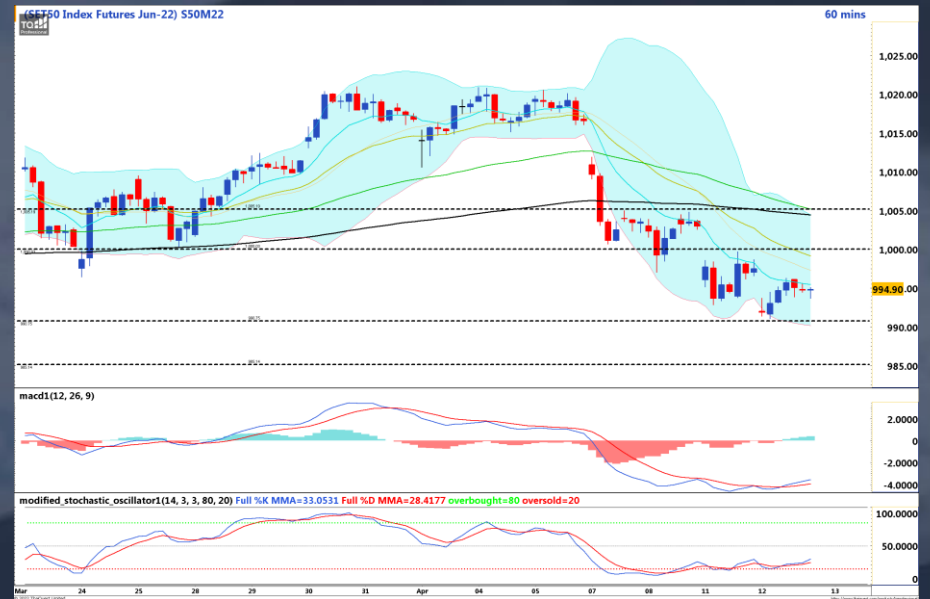 (SET50 Index Futures Jun-22) S50M22
60 mins
Professional
1,025.00
1,020.00
1,015.00
1,010.00
1,005.00
1,000.00
994.90
990.00
985.00
macd1(12, 26, 9)
2.0000
0
-2.0000
-4.0000
modified_stochastic_oscillator1(14, 3, 3, 80, 20) Full %K MMA=33.0531 Full %D MMA=28.4177 overbought=80 oversold=20
100.0000
50.0000
0
Mar 24 25 28 29 30 31 Apr 04 05 07 08 11 12 13